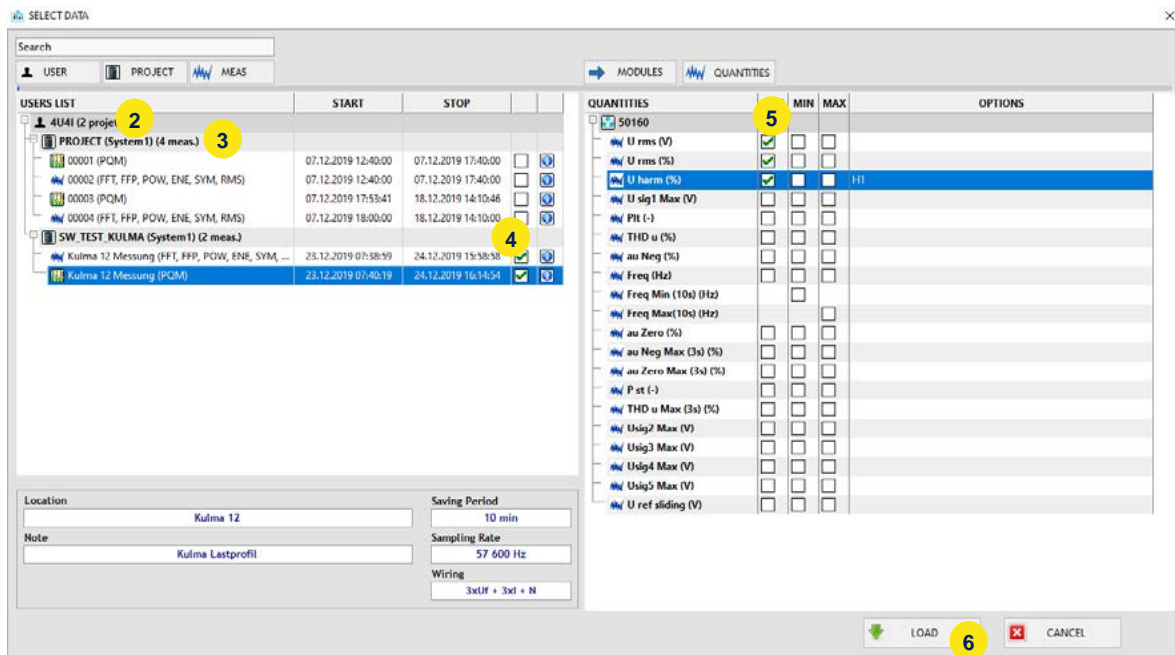 SELECT DATA
Search
USER PROJECT MEAS
MODULES QUANTITIES
USERS LIST START STOP
4U4I (2 proje
2
PROJECT (System1) (4 meas.)
3
00001 (PQM) 07.12.2019 12:40:00 07.12.2019 17:40:00
00002 (FFT, FFP, POW, ENE, SYM, RMS) 07.12.2019 12:40:00 07.12.2019 17:40:00
00003 (PQM) 07.12.2019 17:53:41 18.12.2019 14:10:46
00004 (FFT, FFP, POW, ENE, SYM, RMS) 07.12.2019 18:00:00 18.12.2019 14:10:00
SW_TEST_KULMA (System1) (2 meas.)
4
Kulma 12 Messung (FFT, FFP, POW, ENE, SYM, ... 23.12.2019 07:38:59 24.12.2019 15:58:58
Kulma 12 Messung (PQM) 23.12.2019 07:40:19 24.12.2019 16:14:54
QUANTITIES MIN MAX OPTIONS
5
50160
U rms (V)
U rms (%)
U harm (%) H1
U sig1 Max (V)
Plt (-)
THD u (%)
au Neg (%)
Freq (Hz)
Freq Min (10s) (Hz)
Freq Max(10s) (Hz)
au Zero (%)
au Neg Max (3s) (%)
au Zero Max (3s) (%)
P st (-)
THD u Max (3s) (%)
Usig2 Max (V)
Usig3 Max (V)
Usig4 Max (V)
Usig5 Max (V)
U ref sliding (V)
Location
Kulma 12
Note
Kulma Lastprofil
Saving Period
10 min
Sampling Rate
57 600 Hz
Wiring
3xUf + 3xI + N
LOAD
6
CANCEL